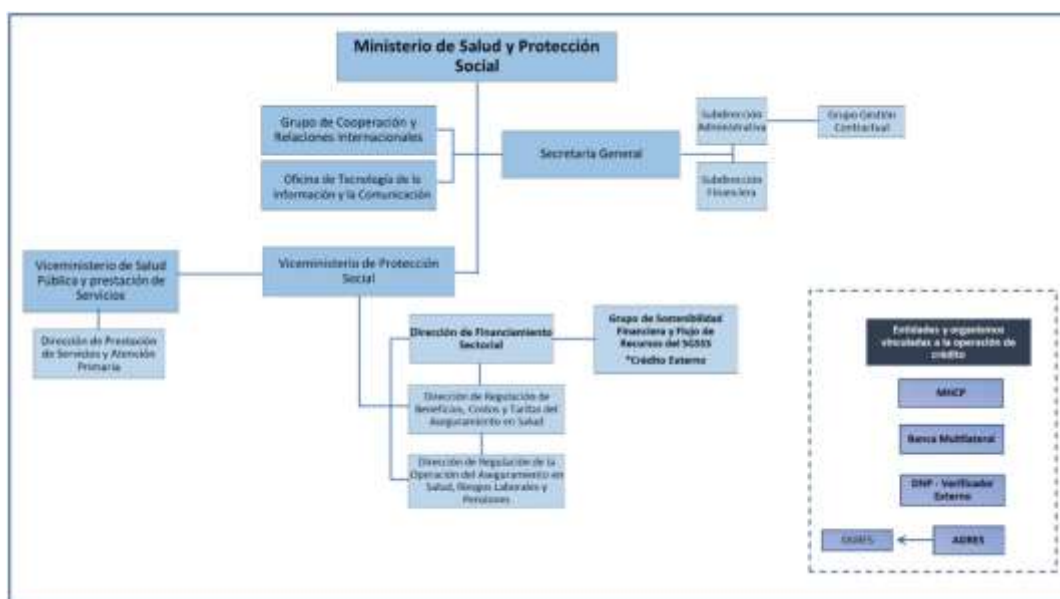 Ministerio de Salud y Protección
Social
Grupo de Cooperación y
Relaciones Internacionales
Oficina de Tecnología de la
Información y la Comunicación
Secretaría General
Subdirección
Administrativa
Grupo Gestión
Contractual
Subdirección
Financiera
Viceministerio de Salud
Pública y prestación de
Servicios
Viceministerio de Protección
Social
Dirección de Prestación
de Servicios y Atención
Primaria
Dirección de Financiamiento
Sectorial
Grupo de Sostenibilidad
Financiera y Flujo de
Recursos del SGSSS
*Crédito Externo
Dirección de Regulación de
Beneficios, Costos y Tarifas del
Aseguramiento en Salud
Dirección de Regulación de la
Operación del Aseguramiento en
Salud, Riesgos Laborales y
Pensiones
Entidades y organismos
vinculadas a la operación de
crédito
MHCP
Banca Multilateral
DNP - Verificador
Externo
ADRES